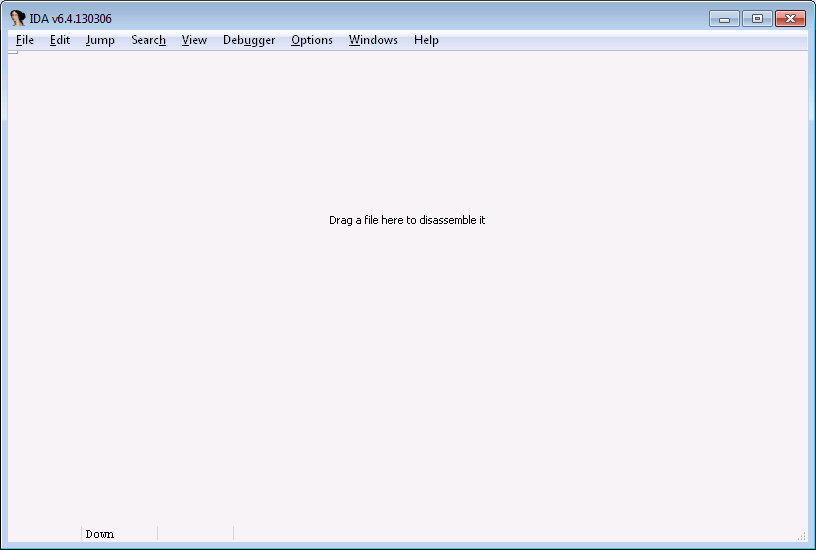 IDA v6.4.130306
File Edit Jump Search View Debugger Options Windows Help
Drag a file here to disassemble it
Down